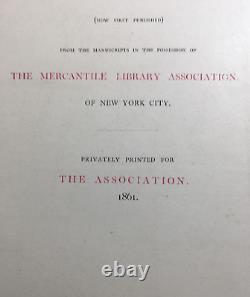 (NOW FIRST PUBLISHED)
FROM THE MANUSCRIPTS IN THE POSSESSION OF
THE MERCANTILE LIBRARY ASSOCIATION
OF NEW YORK CITY.
PRIVATELY PRINTED FOR
THE ASSOCIATION.
1861.